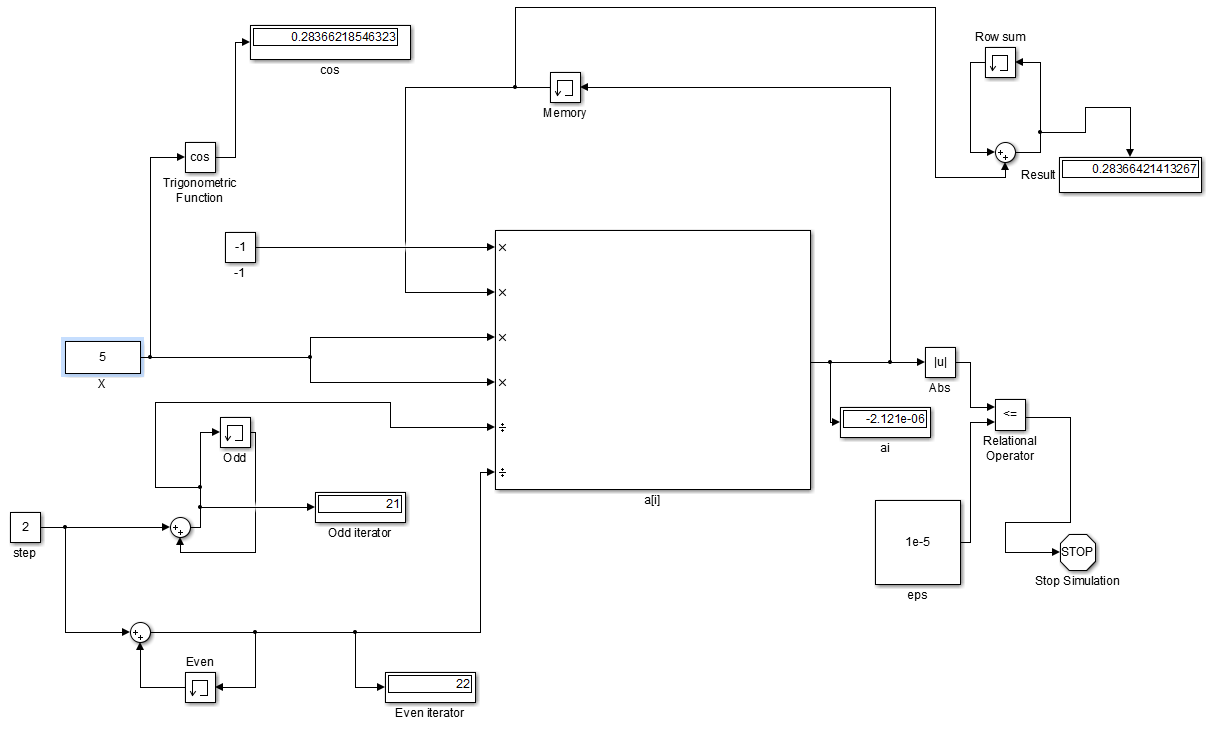 0.28366218546323
cos
cos
Trigonometric
Function
Memory
Row sum
+
+
Result
0.28366421413267
-1
-1
5
X
×
×
×
×
÷
÷
a[i]
|u|
Abs
-2.121e-06
ai
<=
Relational
Operator
1e-5
eps
STOP
Stop Simulation
Odd
21
Odd iterator
2
step
+
+
+
+
Even
22
Even iterator